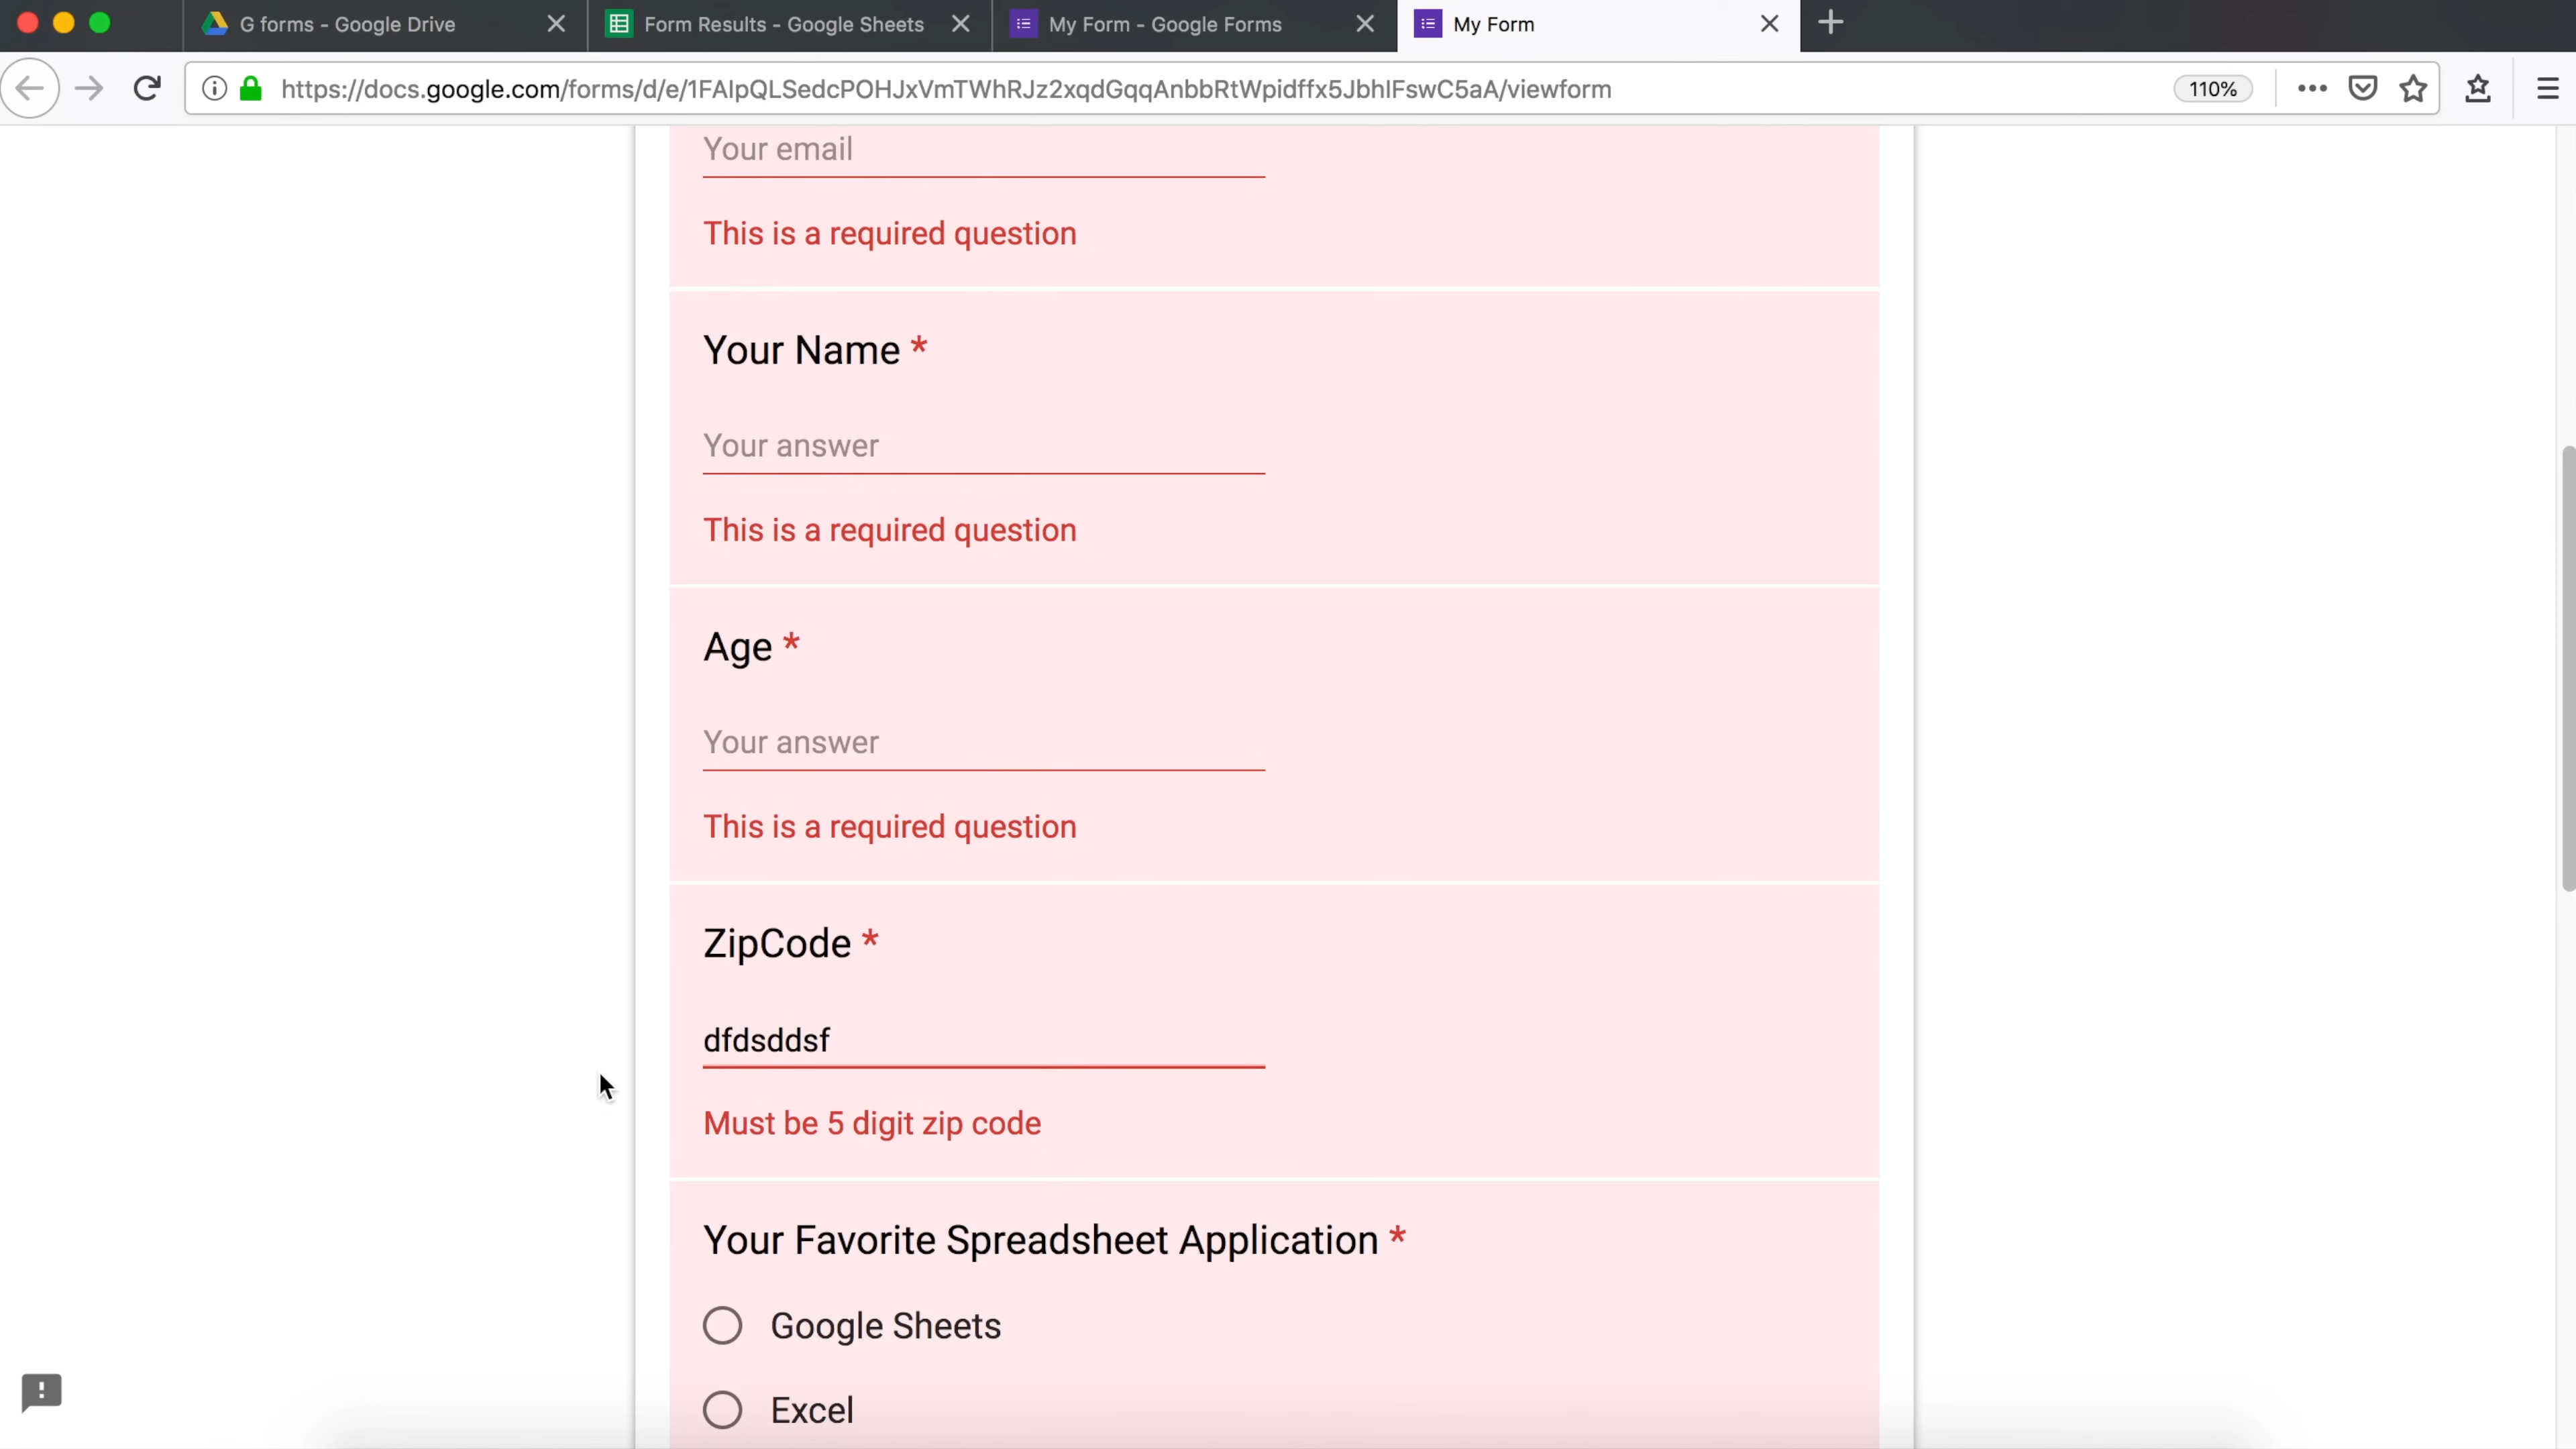 G forms - Google Drive
Form Results - Google Sheets
My Form - Google Forms
My Form
https://docs.google.com/forms/d/e/1FAIpQLSedcPOHJxVmTWhRJz2xqdGqqAnbbRtWpidffx5JbhIFswC5aA/viewform
110%
Your email
This is a required question
Your Name *
Your answer
This is a required question
Age *
Your answer
This is a required question
ZipCode *
dfdsddsf
Must be 5 digit zip code
Your Favorite Spreadsheet Application *
Google Sheets
Excel